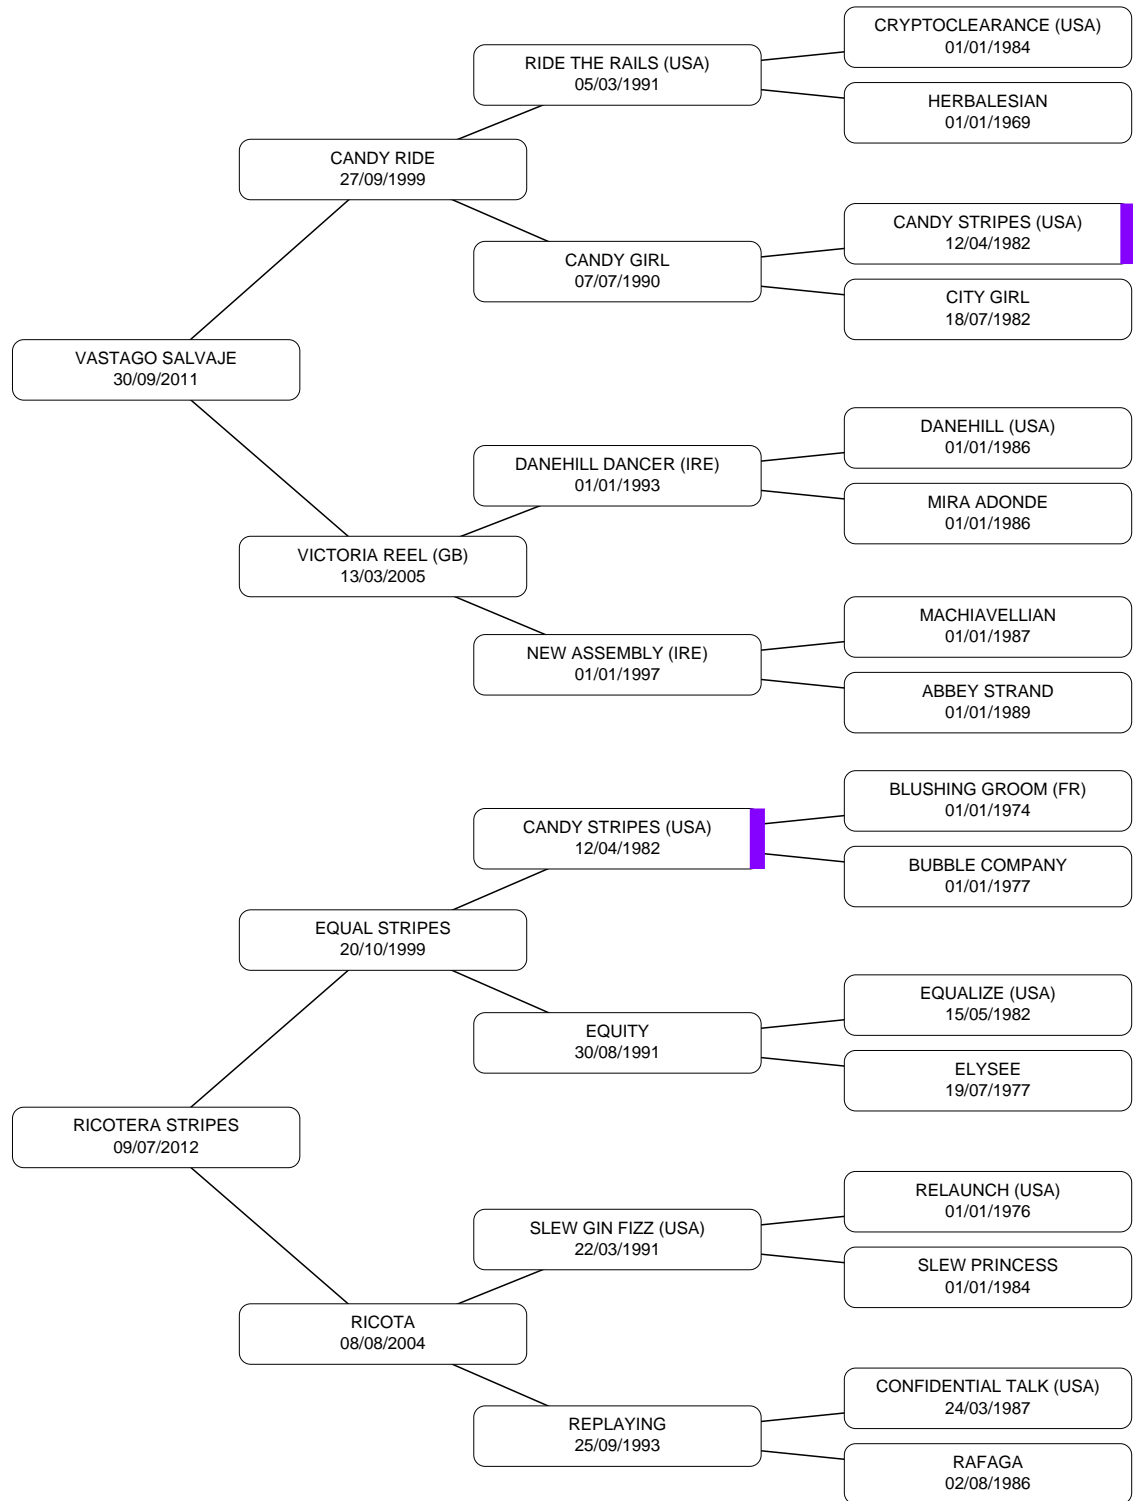 CRYPTOCLEARANCE (USA)
01/01/1984
RIDE THE RAILS (USA)
05/03/1991
HERBALESIAN
01/01/1969
CANDY RIDE
27/09/1999
CANDY STRIPES (USA)
12/04/1982
CANDY GIRL
07/07/1990
CITY GIRL
18/07/1982
VASTAGO SALVAJE
30/09/2011
DANEHILL (USA)
01/01/1986
DANEHILL DANCER (IRE)
01/01/1993
MIRA ADONDE
01/01/1986
VICTORIA REEL (GB)
13/03/2005
MACHIAVELLIAN
01/01/1987
NEW ASSEMBLY (IRE)
01/01/1997
ABBEY STRAND
01/01/1989
BLUSHING GROOM (FR)
01/01/1974
CANDY STRIPES (USA)
12/04/1982
BUBBLE COMPANY
01/01/1977
EQUAL STRIPES
20/10/1999
EQUALIZE (USA)
15/05/1982
EQUITY
30/08/1991
ELYSEE
19/07/1977
RICOTERA STRIPES
09/07/2012
RELAUNCH (USA)
01/01/1976
SLEW GIN FIZZ (USA)
22/03/1991
SLEW PRINCESS
01/01/1984
RICOTA
08/08/2004
CONFIDENTIAL TALK (USA)
24/03/1987
REPLAYING
25/09/1993
RAFAGA
02/08/1986